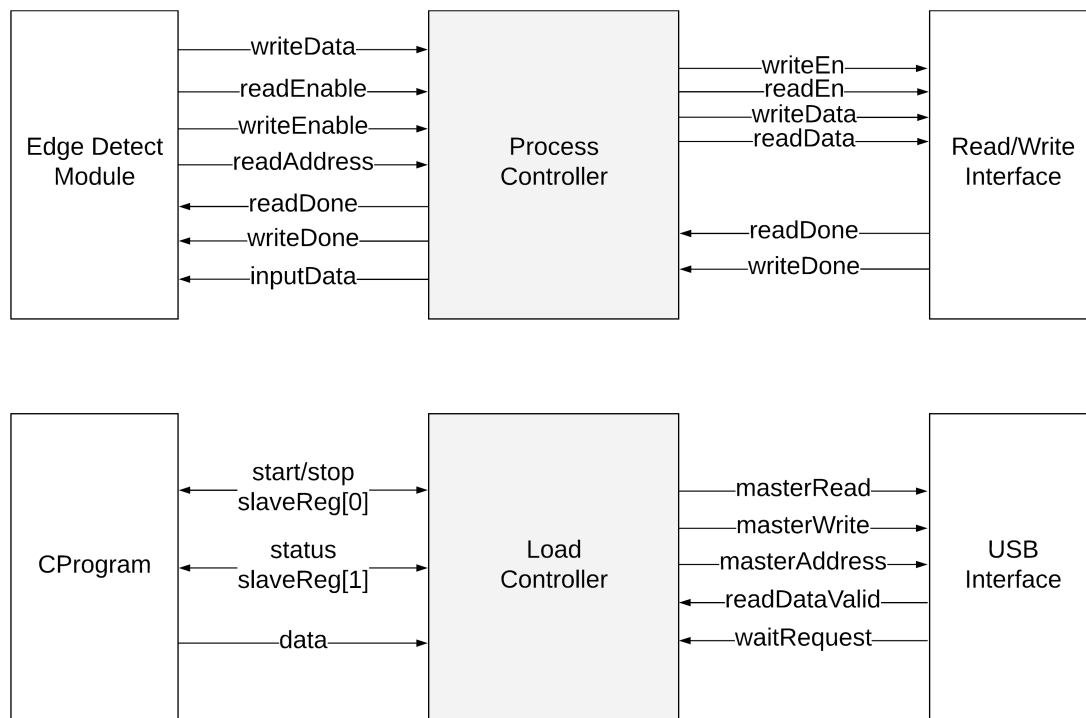 Edge Detect
Module
writeData
readEnable
writeEnable
readAddress
readDone
writeDone
inputData
Process
Controller
writeEn
readEn
writeData
readData
readDone
writeDone
Read/Write
Interface
CProgram
start/stop
slaveReg[0]
status
slaveReg[1]
data
Load
Controller
masterRead
masterWrite
masterAddress
readDataValid
waitRequest
USB
Interface